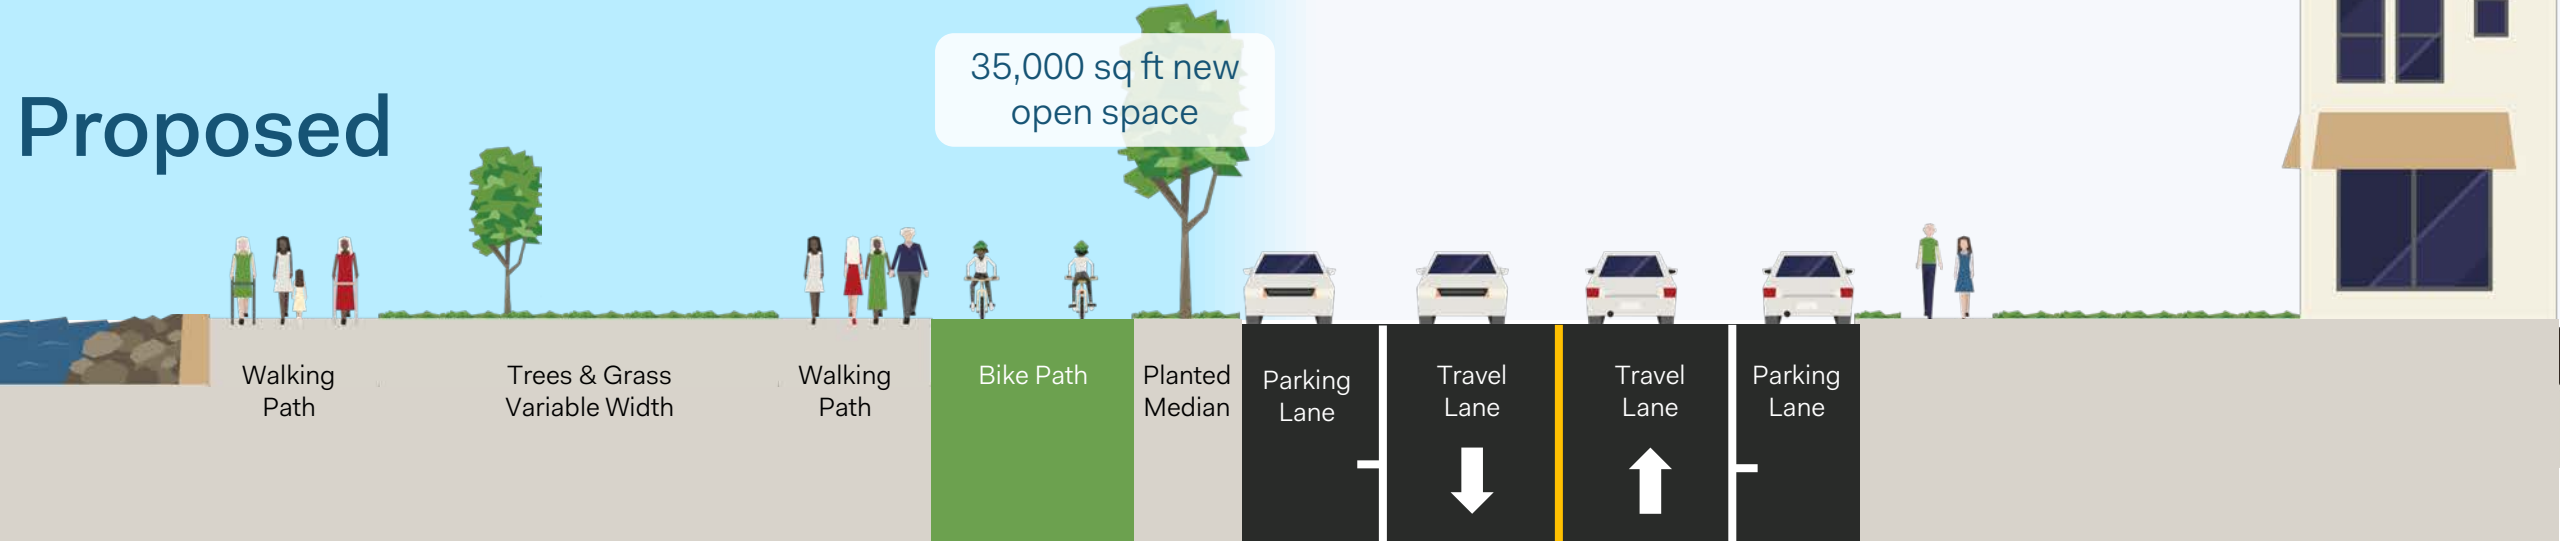 Proposed
35,000 sq ft new
open space
Walking
Path
Trees & Grass
Variable Width
Walking
Path
Bike Path
Planted
Median
Parking
Lane
Travel
Lane
Travel
Lane
Parking
Lane